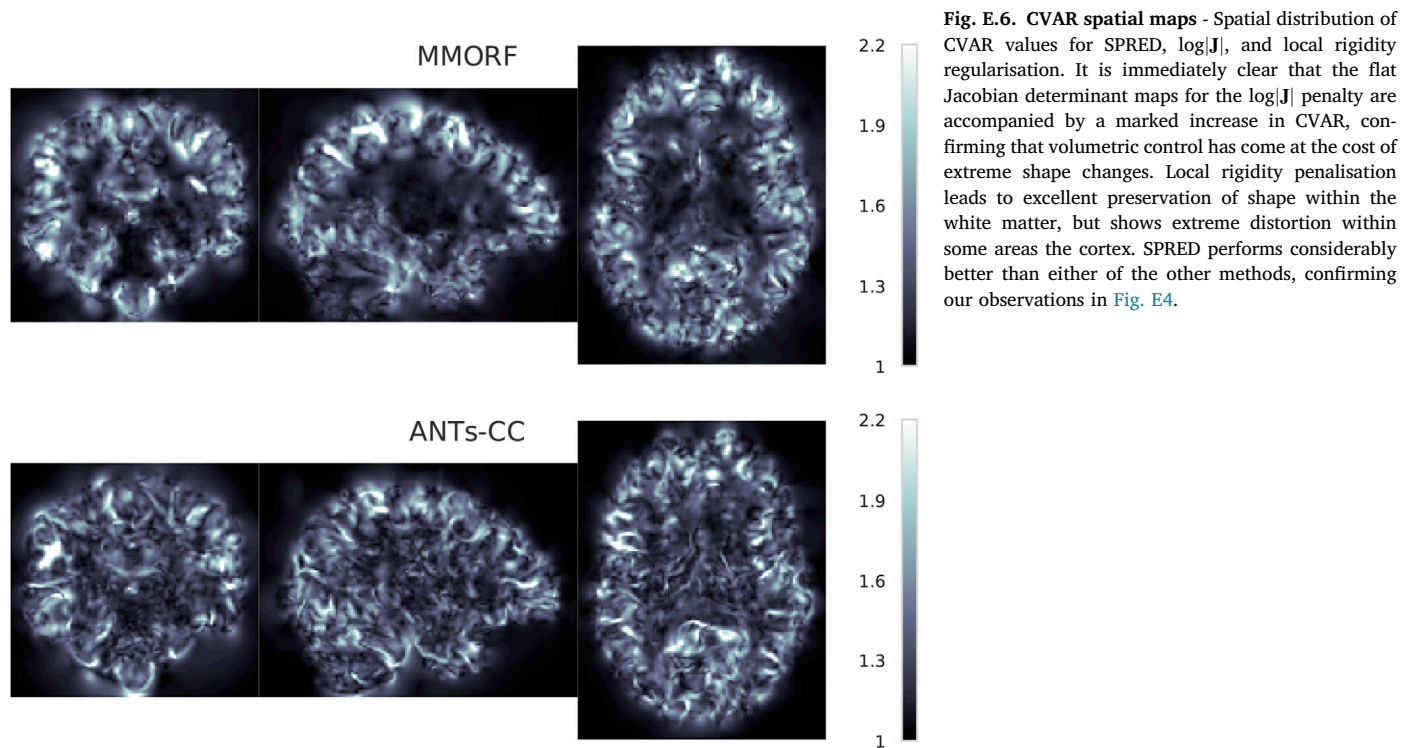 MMORF
2.2
1.9
1.6
1.3
1
ANTs-CC
2.2
1.9
1.6
1.3
1
Fig. E.6. CVAR spatial maps - Spatial distribution of
CVAR values for SPRED, log|J|, and local rigidity
regularisation. It is immediately clear that the flat
Jacobian determinant maps for the log|J| penalty are
accompanied by a marked increase in CVAR, con-
firming that volumetric control has come at the cost of
extreme shape changes. Local rigidity penalisation
leads to excellent preservation of shape within the
white matter, but shows extreme distortion within
some areas the cortex. SPRED performs considerably
better than either of the other methods, confirming
our observations in Fig. E4.